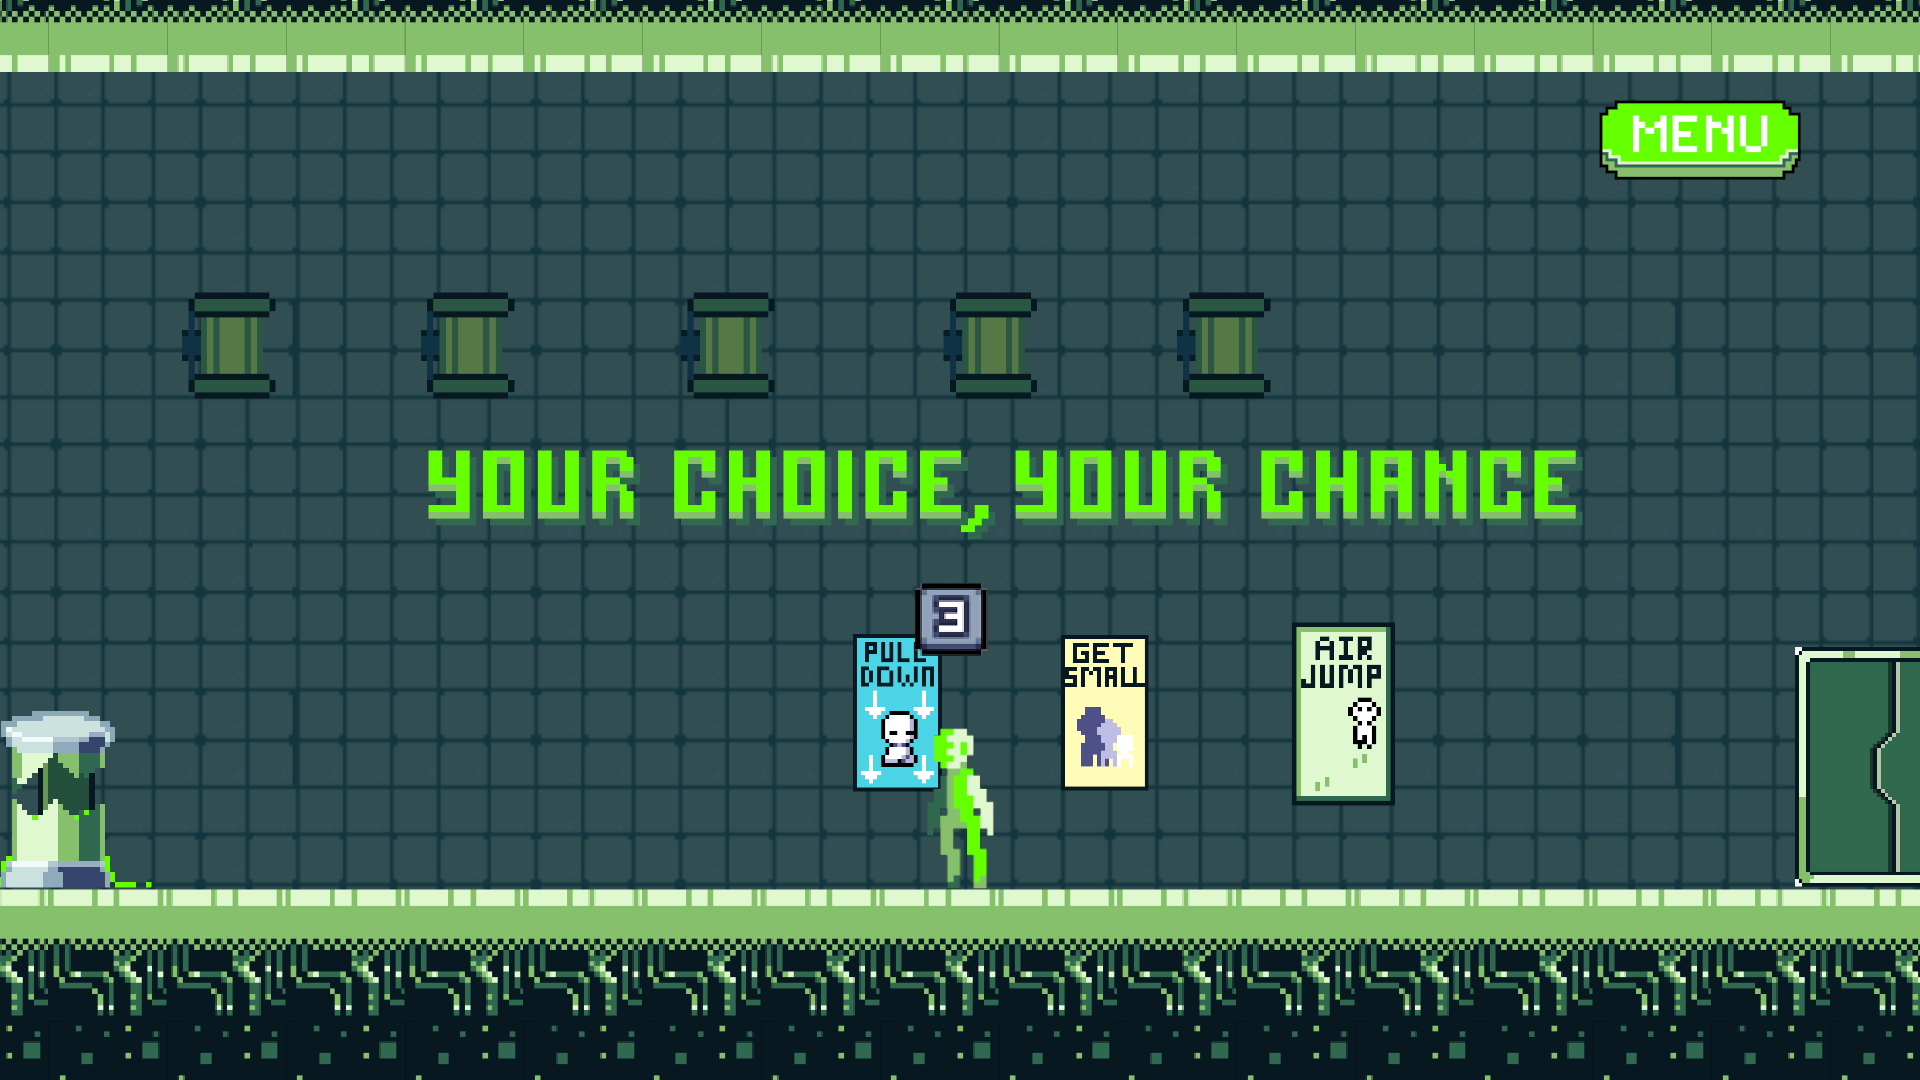 MENU
YOUR CHOICE, YOUR CHANCE
3
PULL
DOWN
GET
SMALL
AIR
JUMP